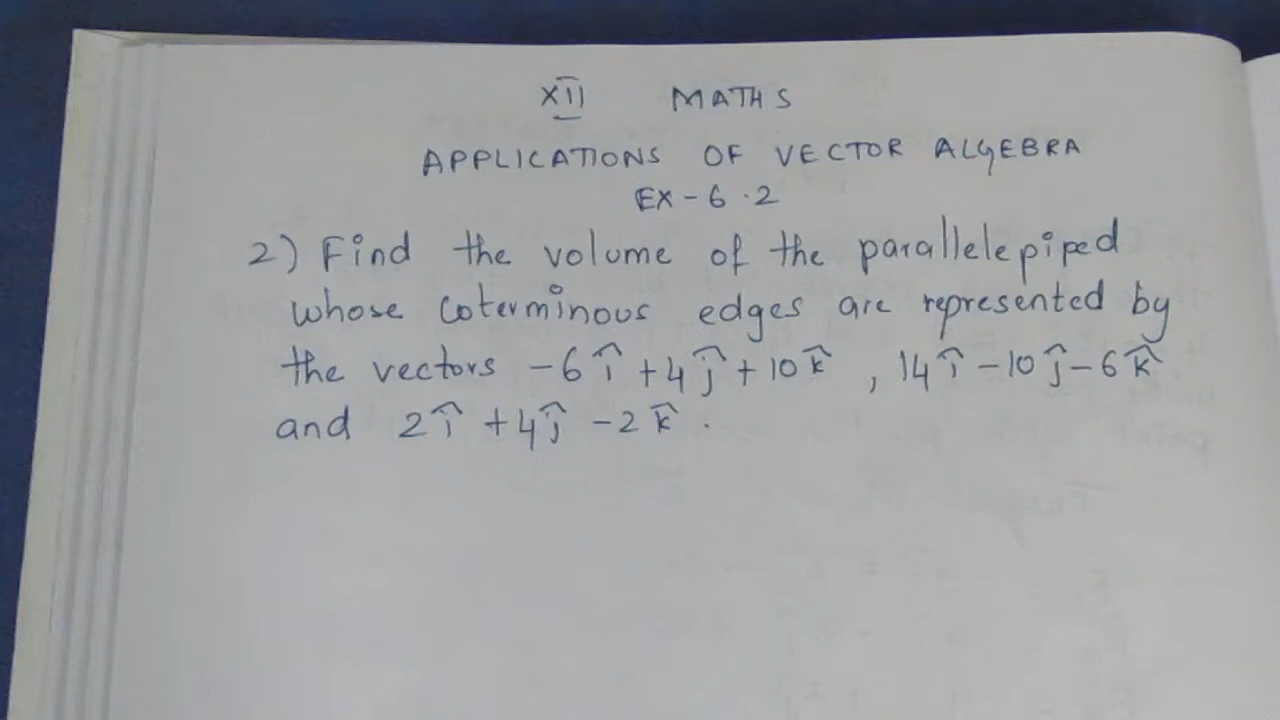 XII MATHS
APPLICATIONS OF VECTOR ALGEBRA
EX - 6.2
2) Find the volume of the parallelepiped
whose coterminous edges are represented by
the vectors -6î + 4ĵ + 10k̂ , 14î - 10ĵ - 6k̂
and 2î + 4ĵ - 2k̂ .